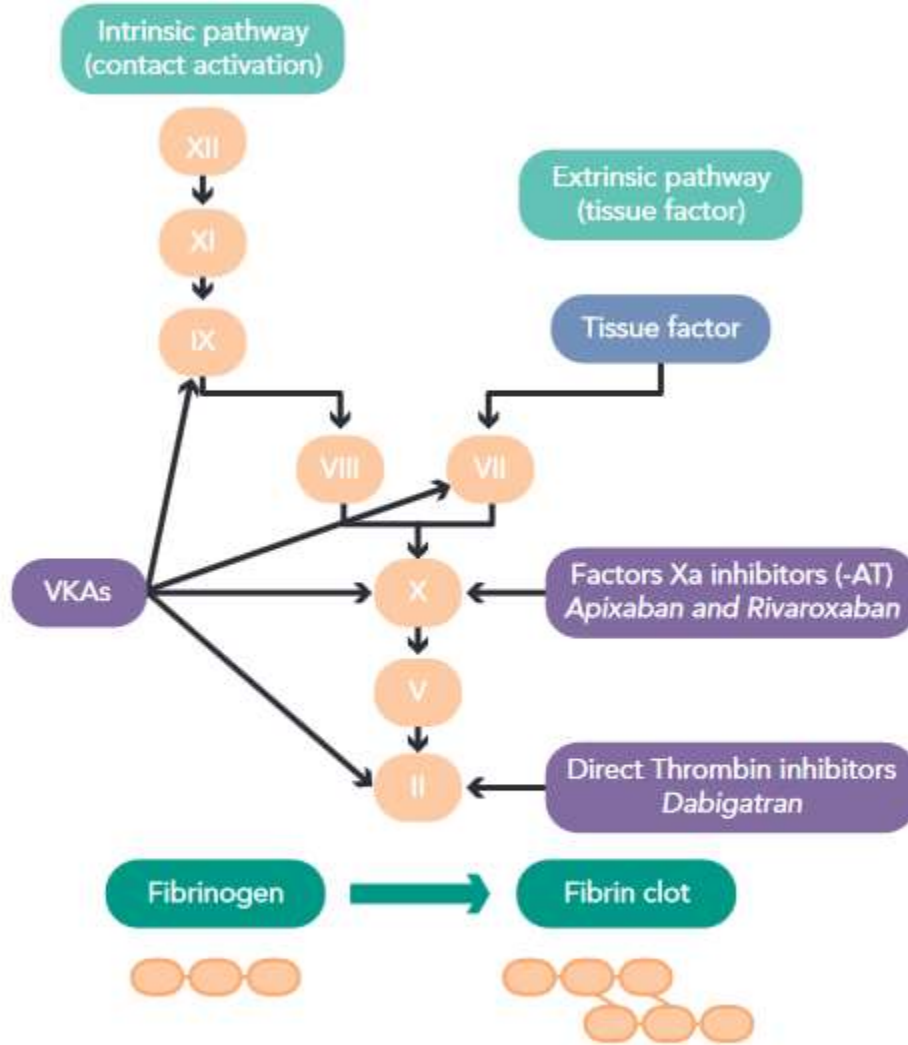 Intrinsic pathway
(contact activation)
XII
Extrinsic pathway
(tissue factor)
XI
Tissue factor
IX
VIII
VII
VKAs
X
Factors Xa inhibitors (-AT)
Apixaban and Rivaroxaban
V
II
Direct Thrombin inhibitors
Dabigatran
Fibrinogen
Fibrin clot